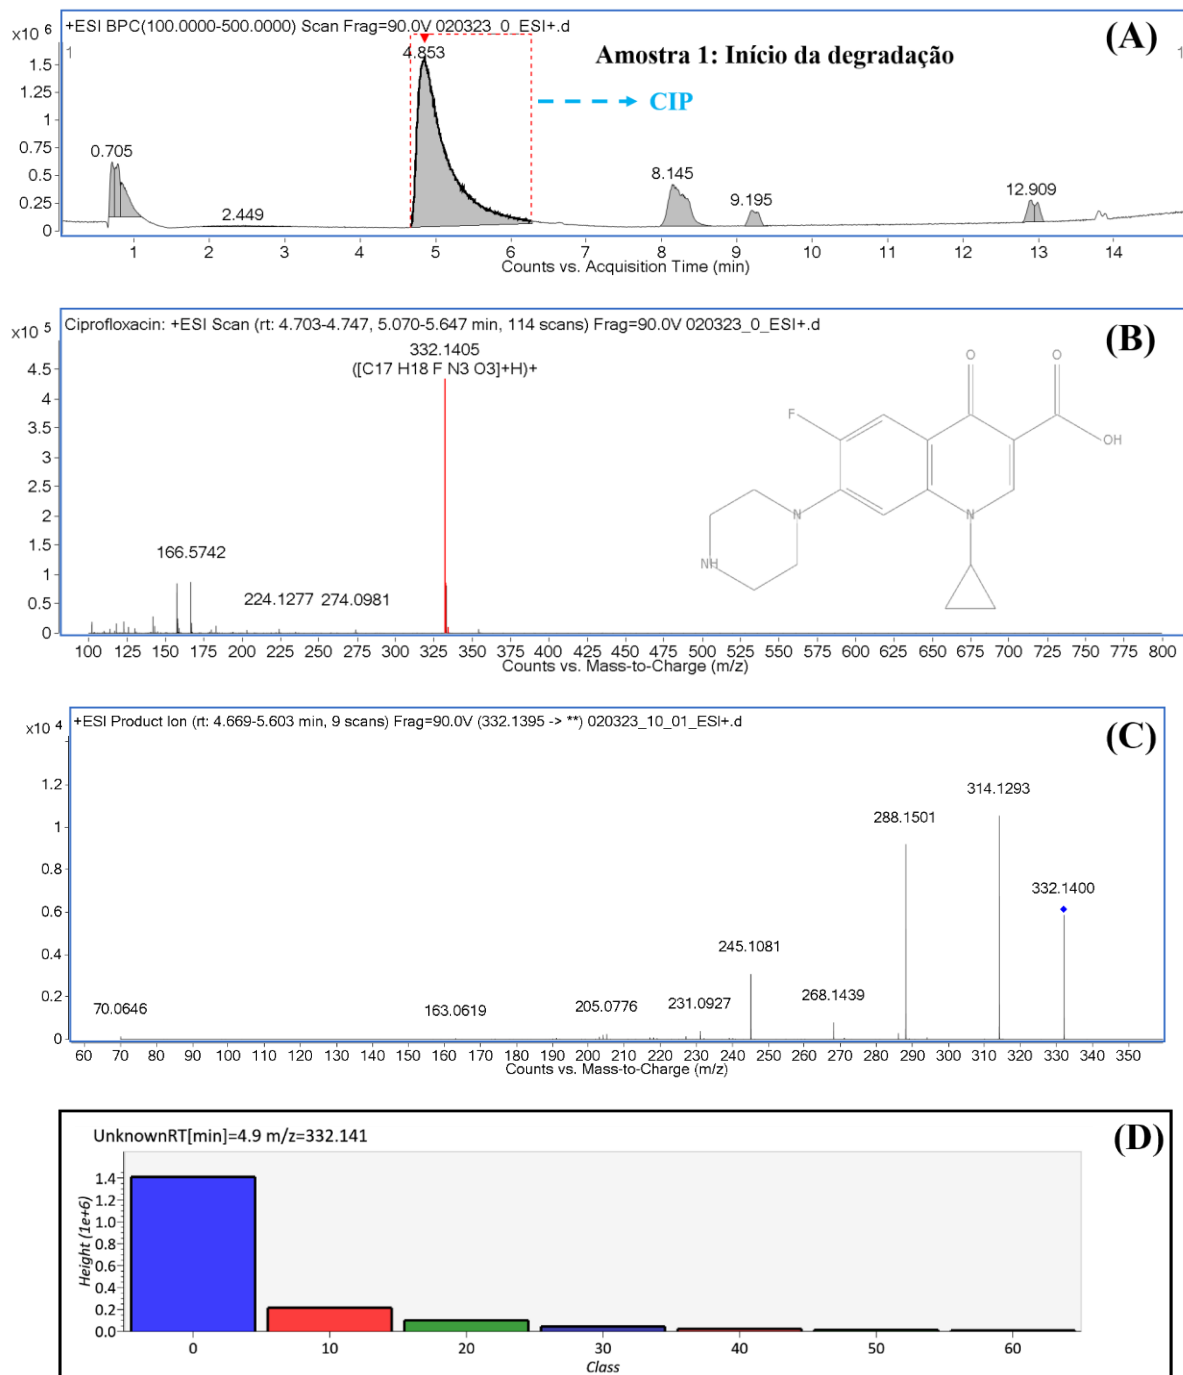 +ESI BPC(100.0000-500.0000) Scan Frag=90.0V 020323_0_ESI+.d
(A)
x10 6
1
1
Amostra 1: Início da degradação
CIP
4.853
0.705
2.449
8.145
9.195
12.909
1.5
1.25
1
0.75
0.5
0.25
0
1 2 3 4 5 6 7 8 9 10 11 12 13 14
Counts vs. Acquisition Time (min)
Ciprofloxacin: +ESI Scan (rt: 4.703-4.747, 5.070-5.647 min, 114 scans) Frag=90.0V 020323_0_ESI+.d
(B)
x10 5
332.1405
([C17 H18 F N3 O3]+H)+
166.5742
224.1277 274.0981
O O
F
OH
N N
NH
4.5
4
3.5
3
2.5
2
1.5
1
0.5
0
100 125 150 175 200 225 250 275 300 325 350 375 400 425 450 475 500 525 550 575 600 625 650 675 700 725 750 775 800
Counts vs. Mass-to-Charge (m/z)
+ESI Product Ion (rt: 4.669-5.603 min, 9 scans) Frag=90.0V (332.1395 -> **) 020323_10_01_ESI+.d
(C)
x10 4
314.1293
288.1501
332.1400
245.1081
268.1439
231.0927
205.0776
163.0619
70.0646
1.2
1
0.8
0.6
0.4
0.2
0
60 70 80 90 100 110 120 130 140 150 160 170 180 190 200 210 220 230 240 250 260 270 280 290 300 310 320 330 340 350
Counts vs. Mass-to-Charge (m/z)
(D)
UnknownRT[min]=4.9 m/z=332.141
Height (1e+6)
1.4
1.2
1.0
0.8
0.6
0.4
0.2
0.0
0 10 20 30 40 50 60
Class